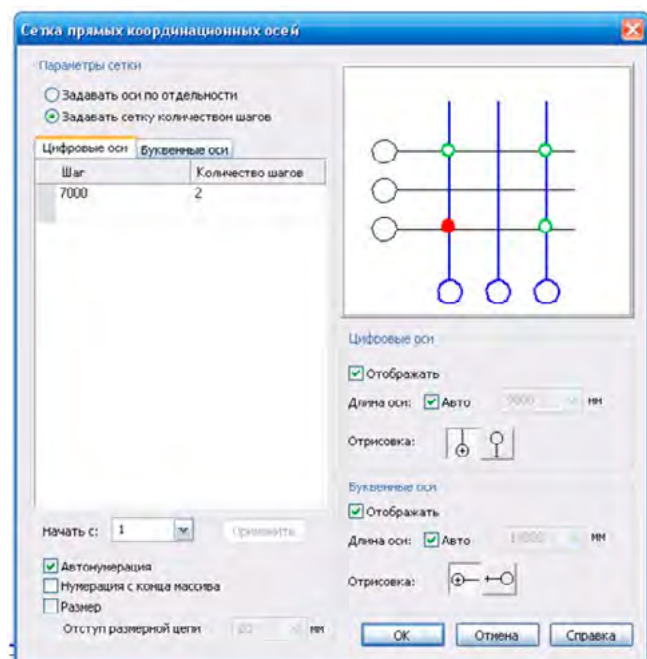 Сетка прямых координационных осей
Параметры сетки
Задавать оси по отдельности
Задавать сетку количеством шагов
Цифровые оси Буквенные оси
Шаг Количество шагов
7000 2
Цифровые оси
Отображать
Длина оси: Авто 9000 мм
Отрисовка:
Буквенные оси
Отображать
Длина оси: Авто мм
Отрисовка:
Начать с: 1 Применить
Автонумерация
Нумерация с конца массива
Размер
Отступ размерной цепи мм
ОК Отмена Справка